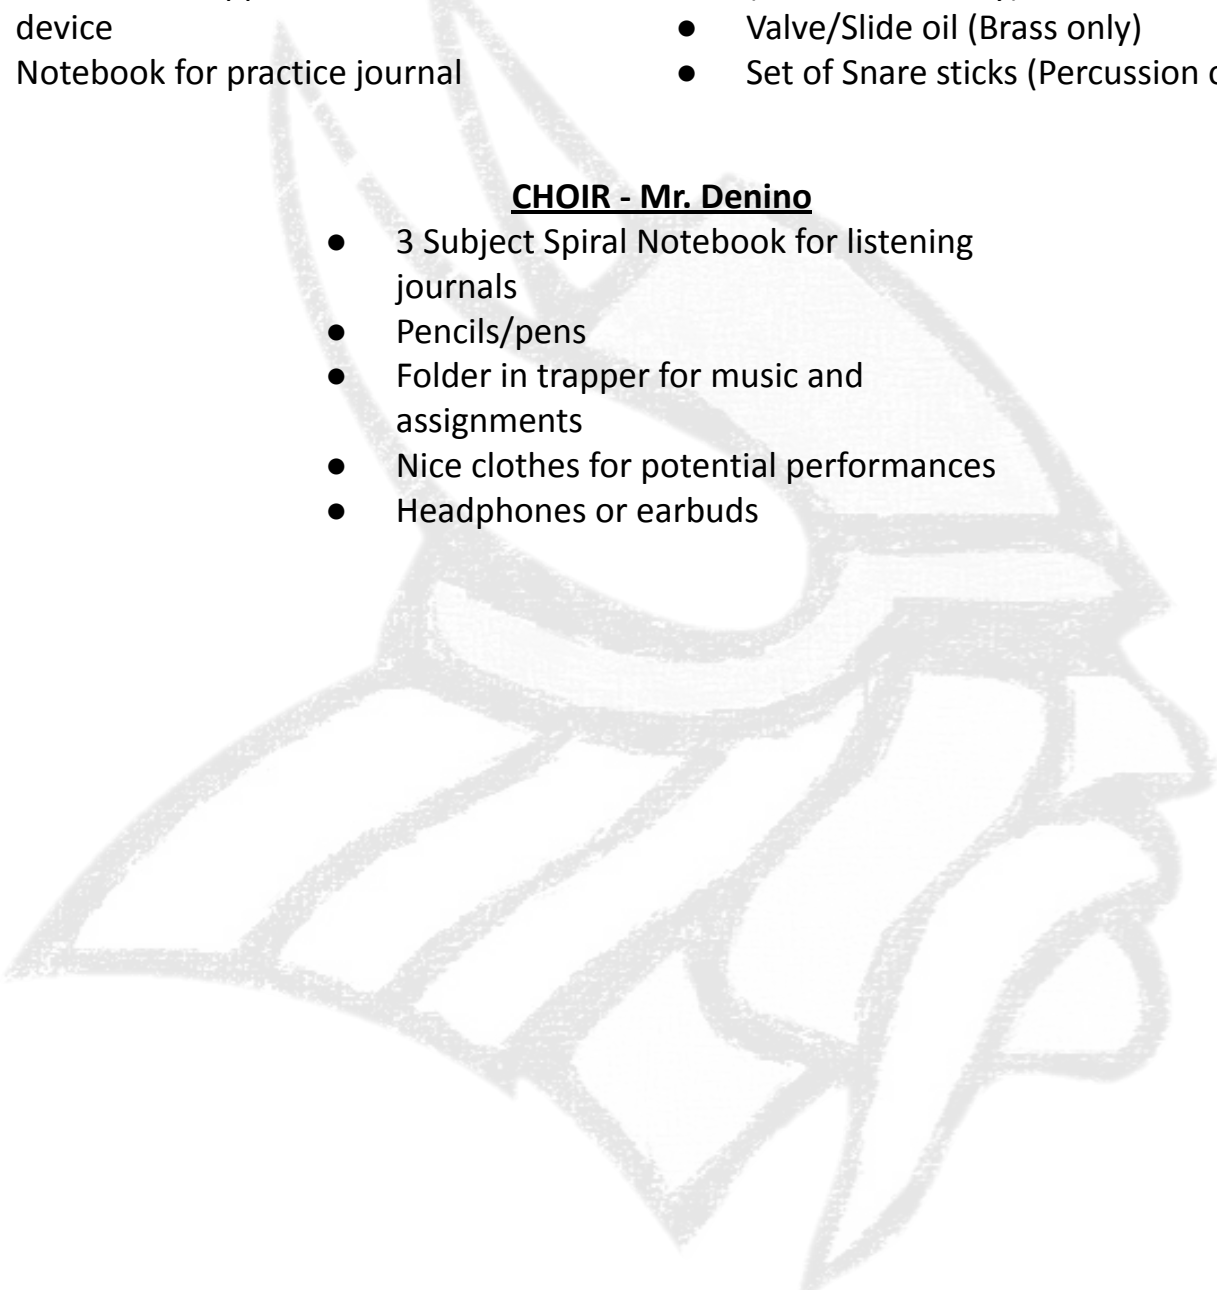 device
Notebook for practice journal
● Valve/Slide oil (Brass only)
● Set of Snare sticks (Percussion
CHOIR - Mr. Denino
● 3 Subject Spiral Notebook for listening
journals
● Pencils/pens
● Folder in trapper for music and
assignments
● Nice clothes for potential performances
● Headphones or earbuds